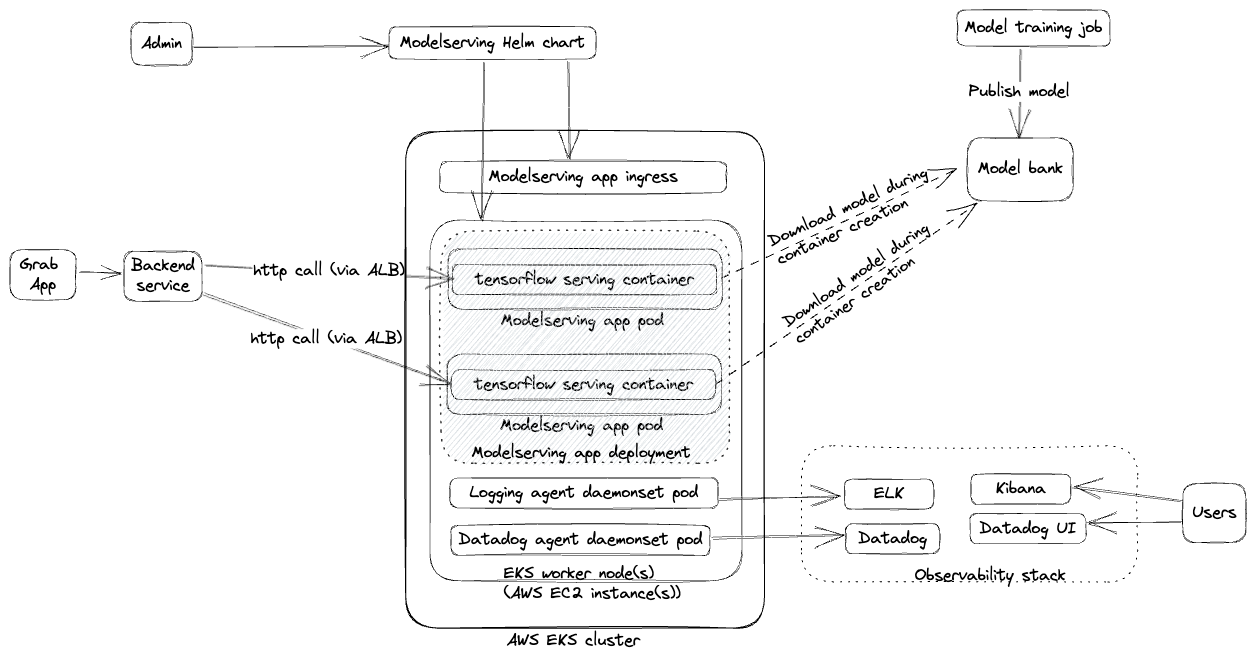 Admin
Modelserving Helm chart
Model training job
Publish model
Model bank
Modelserving app ingress
Download model during
container creation
Download model during
container creation
Grab
App
Backend
service
http call (via ALB)
http call (via ALB)
tensorflow serving container
Modelserving app pod
tensorflow serving container
Modelserving app pod
Modelserving app deployment
Logging agent daemonset pod
Datadog agent daemonset pod
EKS worker node(s)
(AWS EC2 instance(s))
AWS EKS cluster
ELK
Kibana
Datadog
Datadog UI
Observability stack
Users